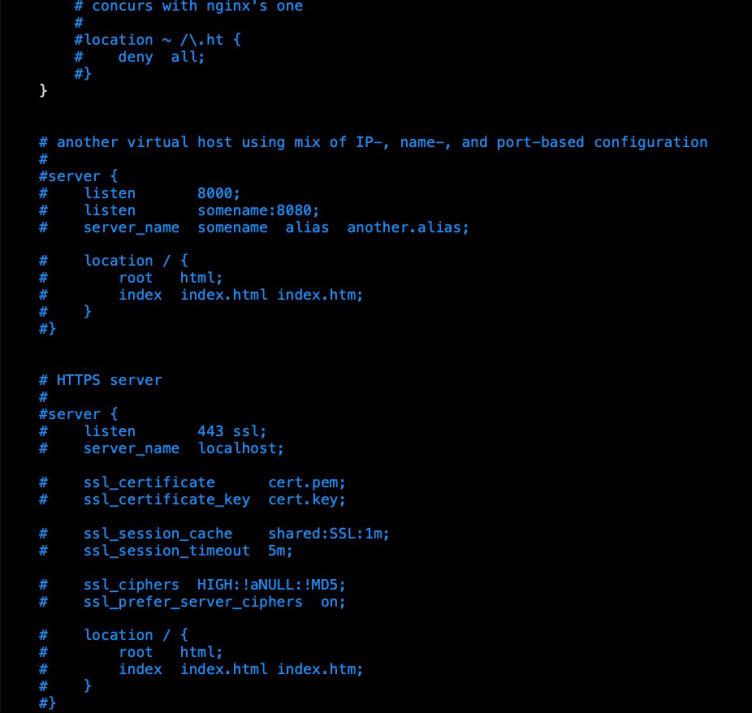 # concurs with nginx's one
#
#location ~ /\.ht {
#    deny  all;
#}
}
# another virtual host using mix of IP-, name-, and port-based configuration
#
#server {
#    listen       8000;
#    listen       somename:8080;
#    server_name  somename  alias  another.alias;
#    location / {
#        root   html;
#        index  index.html index.htm;
#    }
#}
# HTTPS server
#
#server {
#    listen       443 ssl;
#    server_name  localhost;
#    ssl_certificate      cert.pem;
#    ssl_certificate_key  cert.key;
#    ssl_session_cache    shared:SSL:1m;
#    ssl_session_timeout  5m;
#    ssl_ciphers  HIGH:!aNULL:!MD5;
#    ssl_prefer_server_ciphers  on;
#    location / {
#        root   html;
#        index  index.html index.htm;
#    }
#}